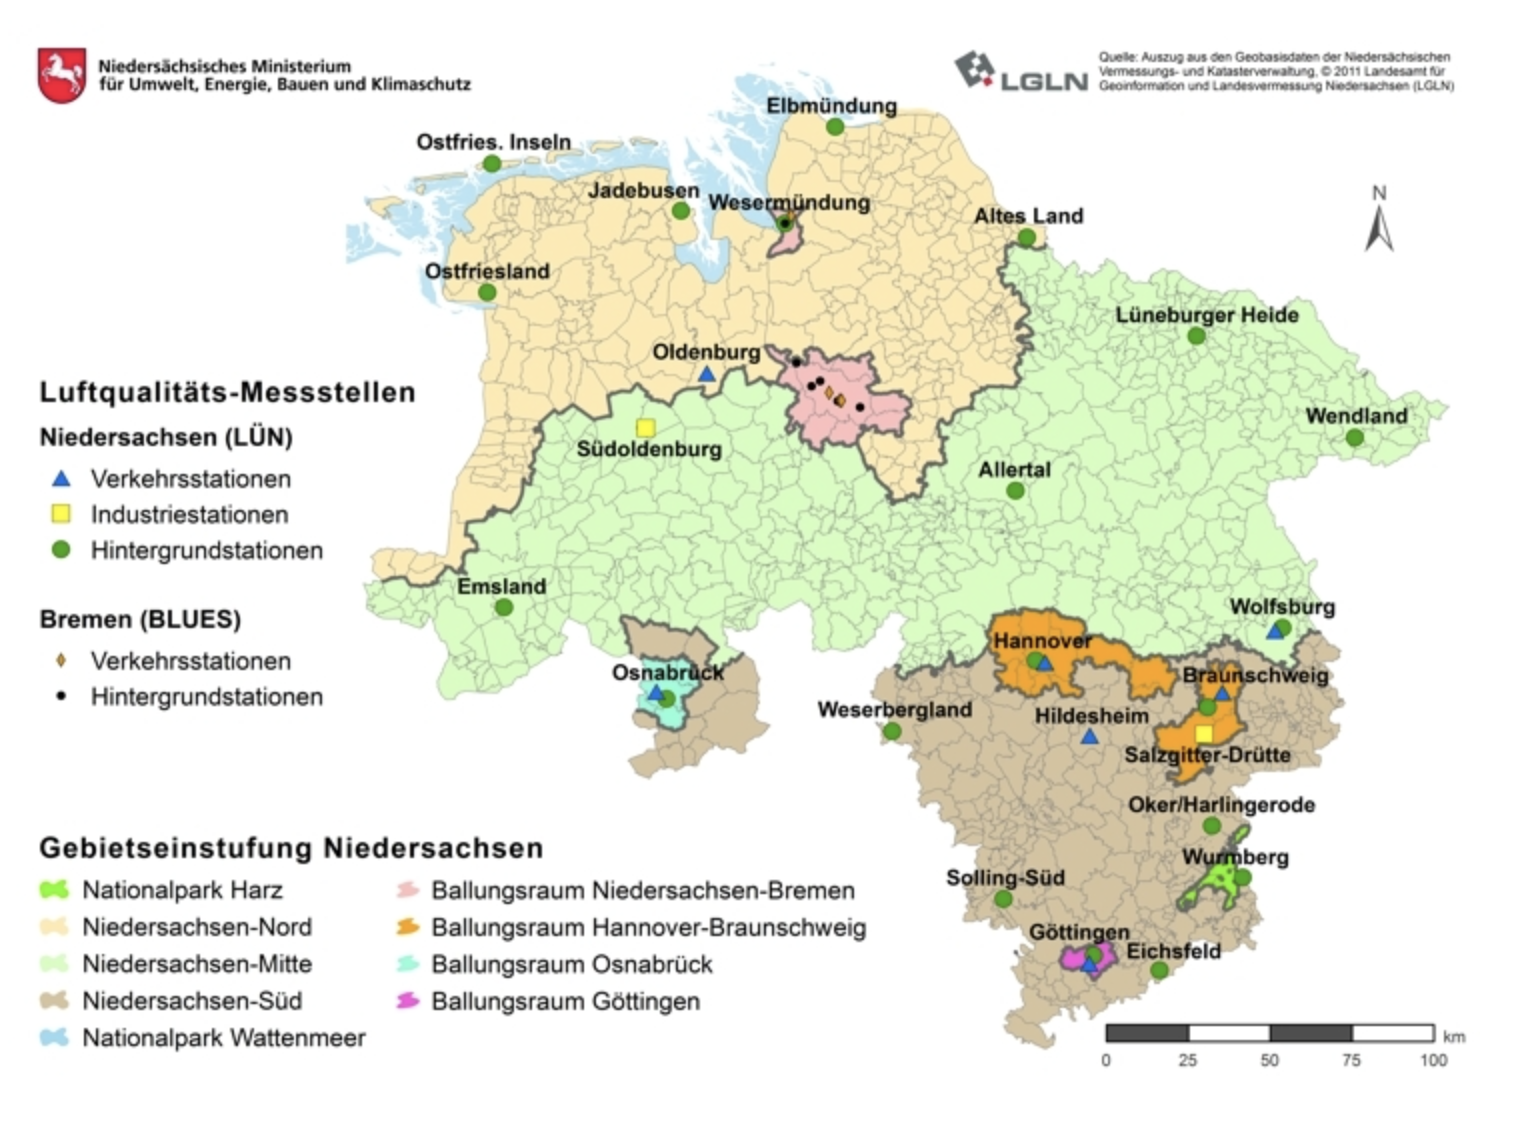 Niedersächsisches Ministerium
für Umwelt, Energie, Bauen und Klimaschutz
LGLN
Quelle: Auszug aus den Geobasisdaten der Niedersächsischen
Vermessungs- und Katasterverwaltung, © 2011 Landesamt für
Geoinformation und Landesvermessung Niedersachsen (LGLN)
Elbmündung
Ostfries. Inseln
Jadebusen
Wesermündung
N
Altes Land
Ostfriesland
Lüneburger Heide
Oldenburg
Wendland
Südoldenburg
Allertal
Emsland
Wolfsburg
Hannover
Osnabrück
Braunschweig
Weserbergland
Hildesheim
Salzgitter-Drütte
Oker/Harlingerode
Wurmberg
Solling-Süd
Göttingen
Eichsfeld
Luftqualitäts-Messstellen
Niedersachsen (LÜN)
Verkehrsstationen
Industriestationen
Hintergrundstationen
Bremen (BLUES)
Verkehrsstationen
Hintergrundstationen
Gebietseinstufung Niedersachsen
Nationalpark Harz
Niedersachsen-Nord
Niedersachsen-Mitte
Niedersachsen-Süd
Nationalpark Wattenmeer
Ballungsraum Niedersachsen-Bremen
Ballungsraum Hannover-Braunschweig
Ballungsraum Osnabrück
Ballungsraum Göttingen
km
0 25 50 75 100